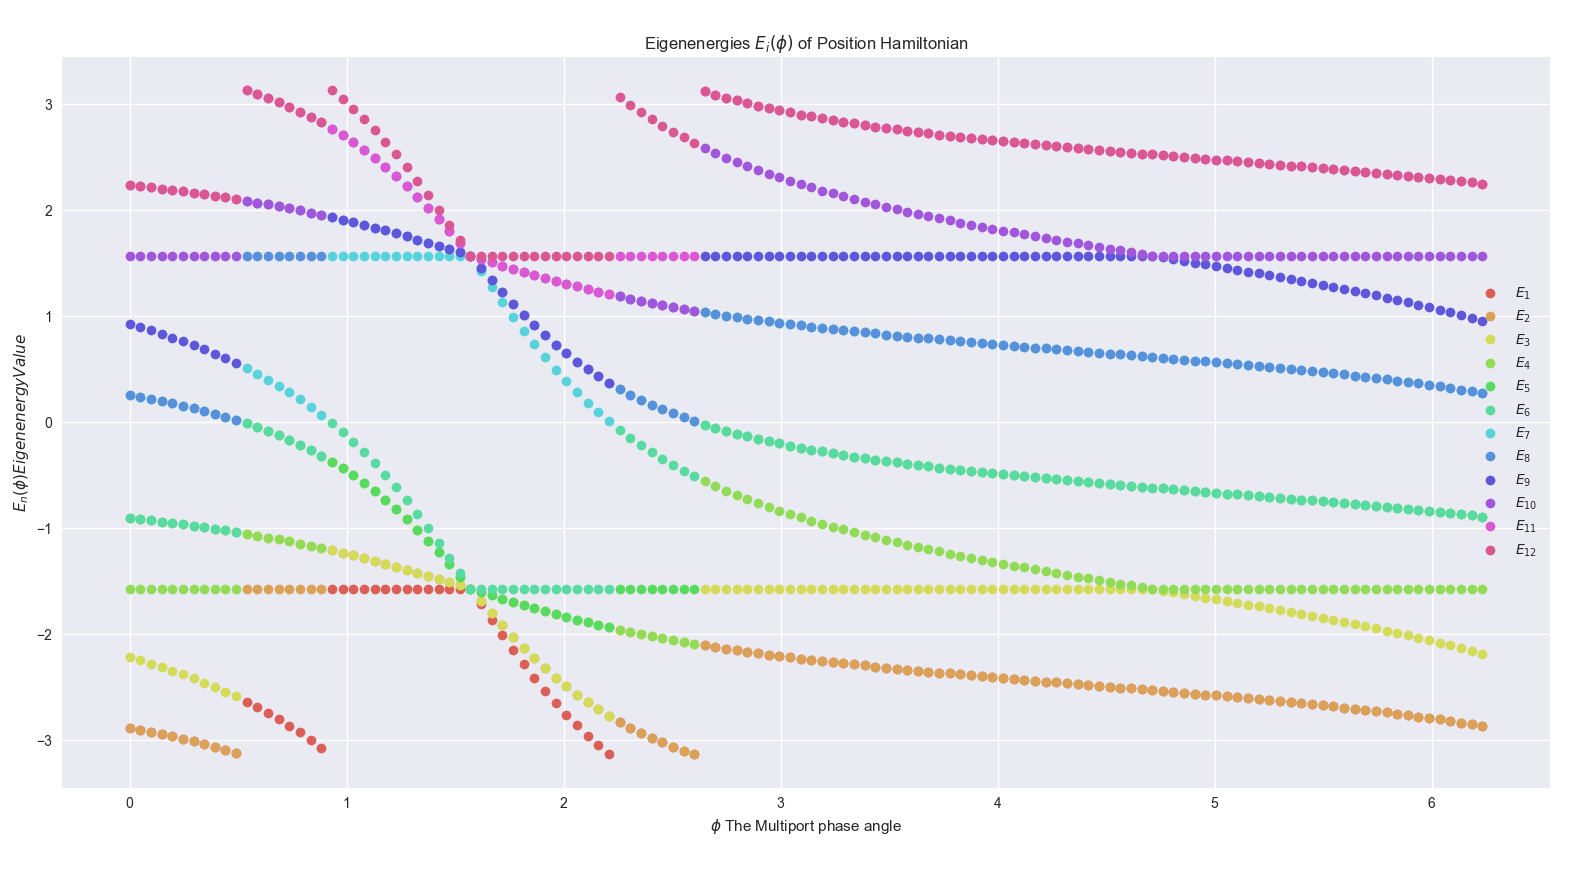 Eigenenergies $E_i(\phi)$ of Position Hamiltonian
$E_n(\phi)EigenenergyValue$
3
2
1
0
−1
−2
−3
0 1 2 3 4 5 6
$\phi$ The Multiport phase angle
$E_1$
$E_2$
$E_3$
$E_4$
$E_5$
$E_6$
$E_7$
$E_8$
$E_9$
$E_{10}$
$E_{11}$
$E_{12}$